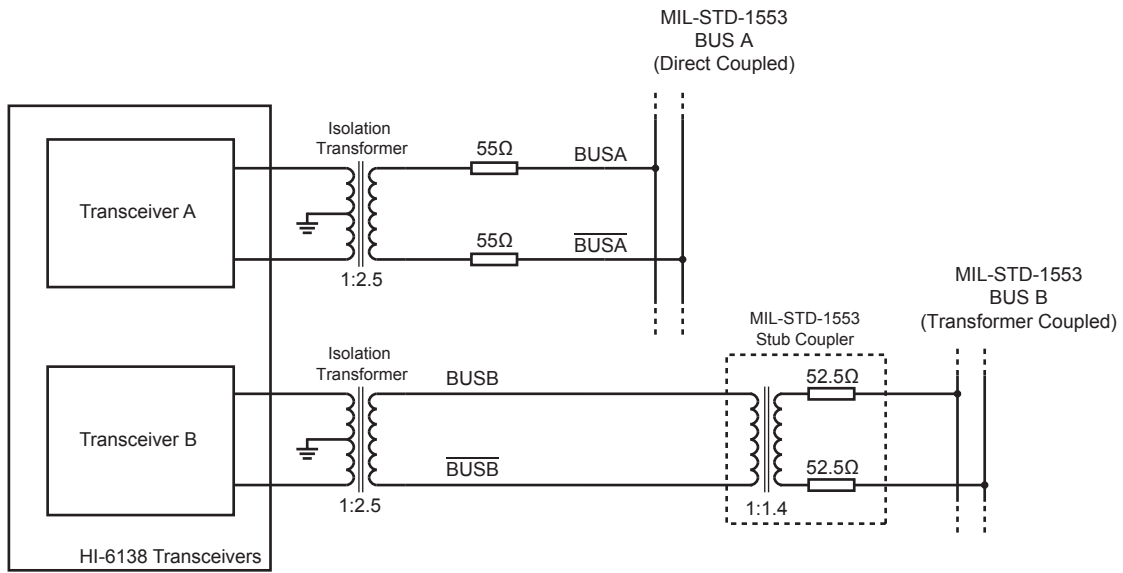 MIL-STD-1553
BUS A
(Direct Coupled)
Isolation
Transformer
55Ω
BUSA
Transceiver A
55Ω
B̅U̅S̅A̅
1:2.5
MIL-STD-1553
BUS B
(Transformer Coupled)
MIL-STD-1553
Stub Coupler
Isolation
Transformer
BUSB
52.5Ω
Transceiver B
B̅U̅S̅B̅
52.5Ω
1:2.5
1:1.4
HI-6138 Transceivers